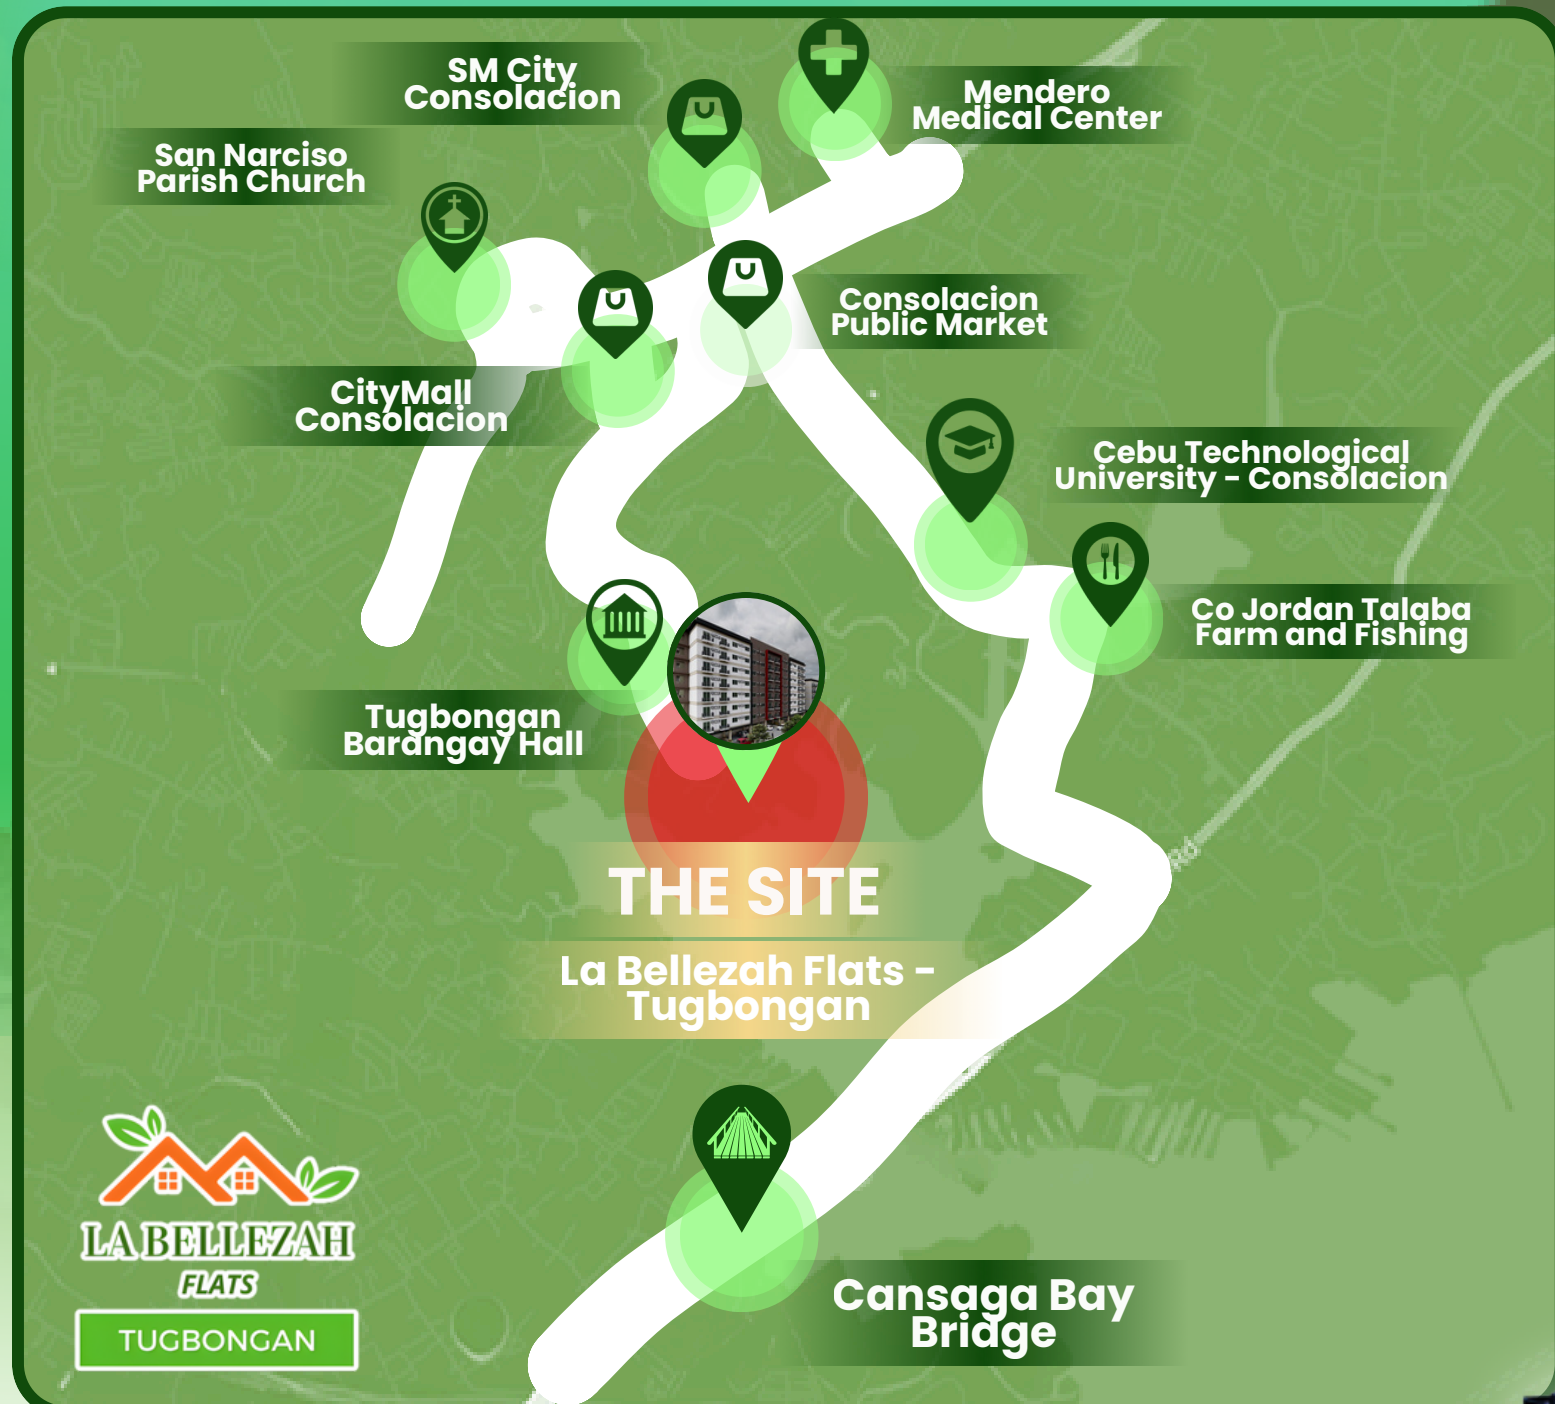 SM City
Consolacion
Mendero
Medical Center
San Narciso
Parish Church
Consolacion
Public Market
CityMall
Consolacion
Cebu Technological
University - Consolacion
Co Jordan Talaba
Farm and Fishing
Tugbongan
Barangay Hall
THE SITE
La Bellezah Flats -
Tugbongan
LA BELLEZAH
FLATS
TUGBONGAN
Cansaga Bay
Bridge